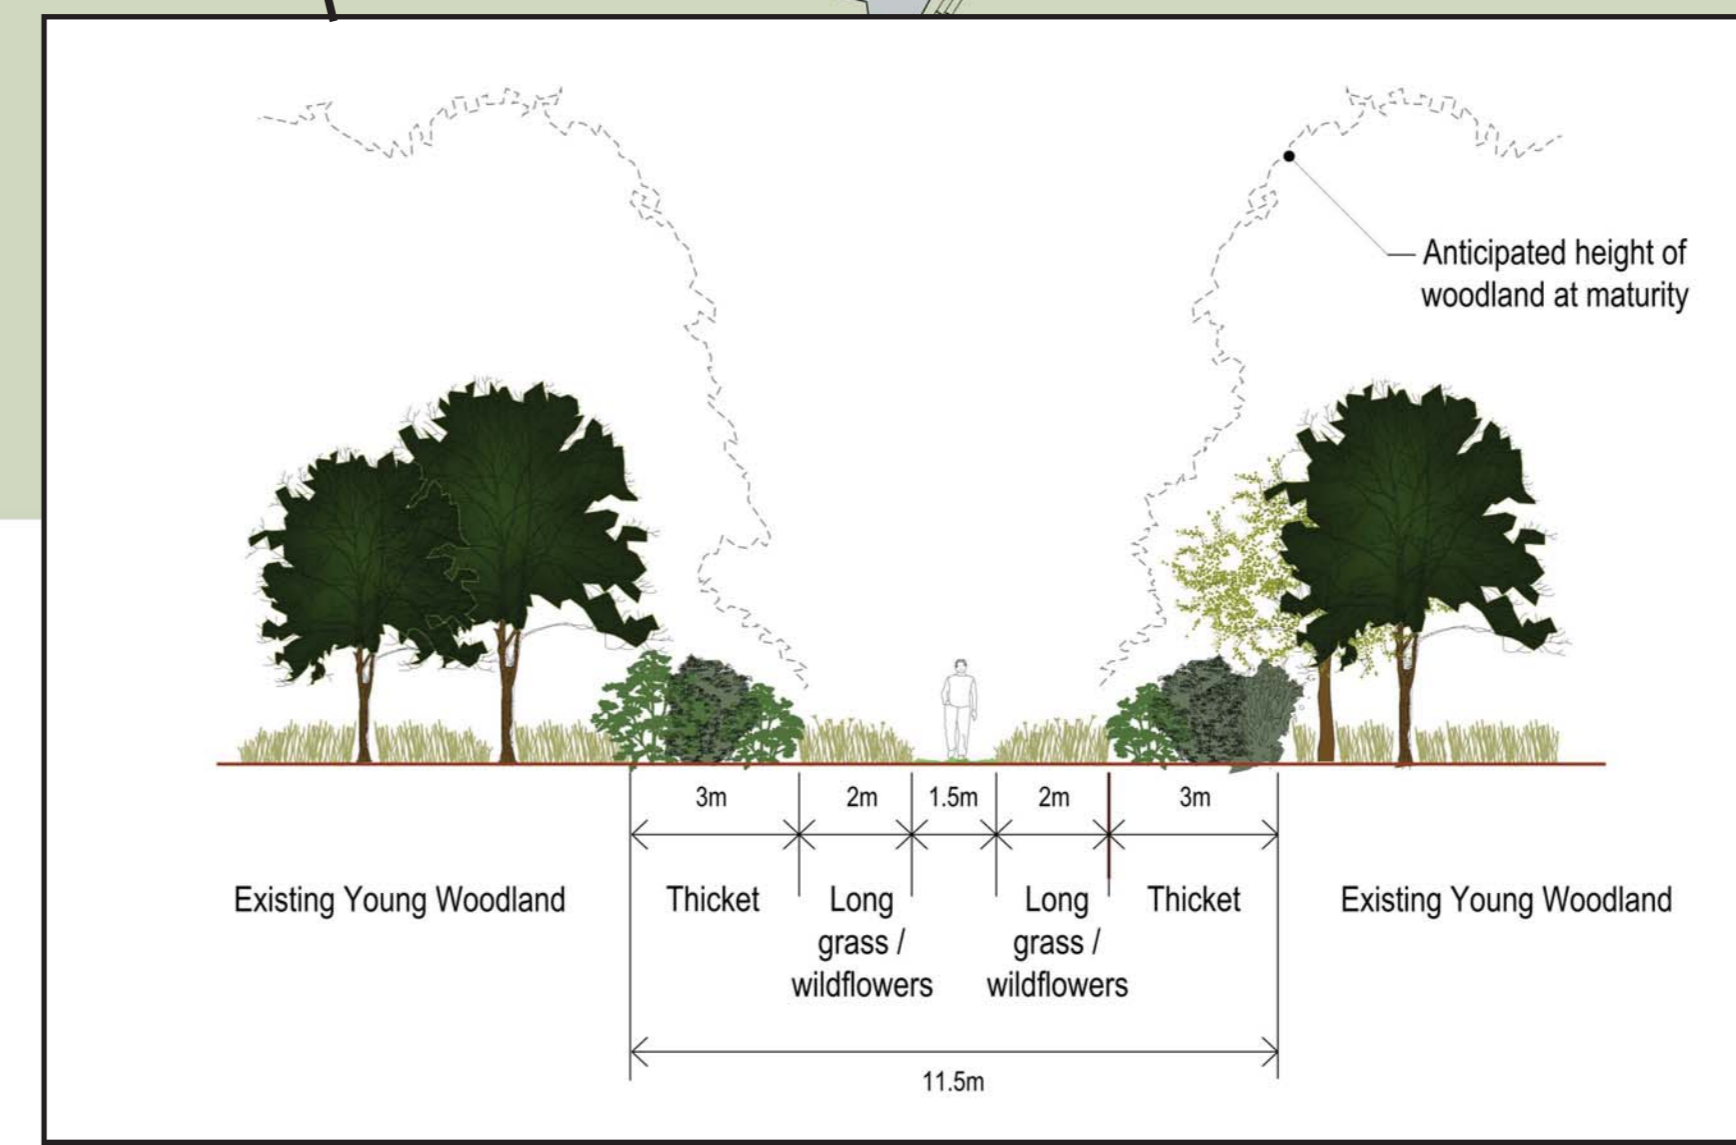 Anticipated height of
woodland at maturity
3m
2m
1.5m
2m
3m
Existing Young Woodland
Thicket
Long
grass /
wildflowers
Long
grass /
wildflowers
Thicket
Existing Young Woodland
11.5m